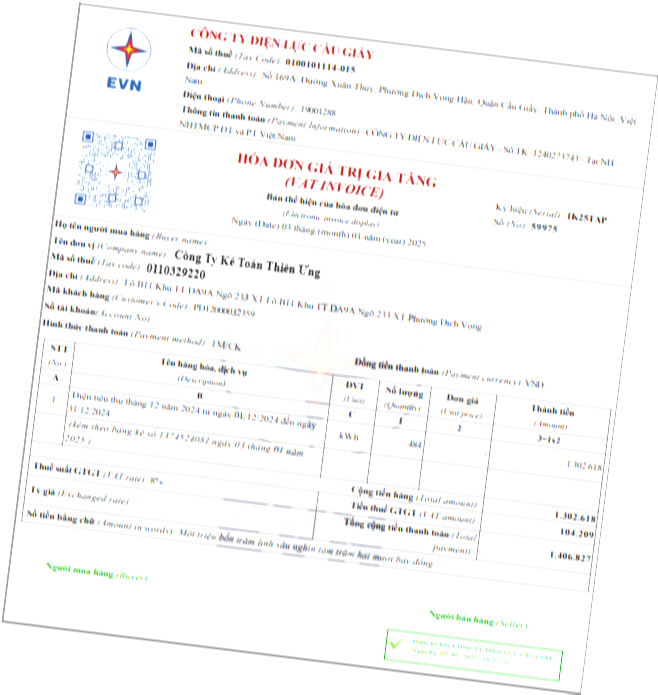 EVN
CÔNG TY ĐIỆN LỰC CẦU GIẤY
Mã số thuế (Tax Code) 0100101114-015
Địa chỉ (Address) Số 169A Đường Xuân Thủy, Phường Dịch Vọng Hậu, Quận Cầu Giấy, Thành phố Hà Nội, Việt
Nam
Điện thoại (Phone Number) 19001288
Thông tin thanh toán (Payment Information) CÔNG TY ĐIỆN LỰC CẦU GIẤY - Số TK 1240273743 - Tại NH
NHTMCP ĐT và PT Việt Nam
HÓA ĐƠN GIÁ TRỊ GIA TĂNG
(VAT INVOICE)
Bản thể hiện của hóa đơn điện tử
(Electronic invoice display)
Ngày (Date) 03 tháng (month) 01 năm (year) 2025
Ký hiệu (Serial) 1K25TAP
Số (No) 59975
Họ tên người mua hàng (Buyer name)
Tên đơn vị (Company name) Công Ty Kế Toán Thiên Ưng
Mã số thuế (Tax code) 0110329220
Địa chỉ (Address) Lô B11 Khu TT DA9A Ngõ 233 X1 Lô B11 Khu TT DA9A Ngõ 233 X1 Phường Dịch Vọng
Mã khách hàng (Customer's Code) PD12000032359
Số tài khoản (Account No)
Hình thức thanh toán (Payment method) TM/CK
Đồng tiền thanh toán (Payment currency) VND
STT Tên hàng hóa, dịch vụ ĐVT Số lượng Đơn giá Thành tiền
(No) (Description) (Unit) (Quantity) (Unit price) (Amount)
A B C 1 2 3=1x2
1 Điện tiêu thụ tháng 12 năm 2024 từ ngày 01/12/2024 đến ngày
31/12/2024 kWh 484 1.302.618
(kèm theo bảng kê số 1374524081 ngày 03 tháng 01 năm
2025)
Cộng tiền hàng (Total amount) 1.302.618
Thuế suất GTGT (VAT rate) 8% Tiền thuế GTGT (VAT amount) 104.209
Tỷ giá (Exchanged rate) Tổng cộng tiền thanh toán (Total
payment) 1.406.827
Số tiền bằng chữ (Amount in words) Một triệu bốn trăm linh sáu nghìn tám trăm hai mươi bảy đồng
Người mua hàng (Buyer)
Người bán hàng (Seller)
CÔNG TY ĐIỆN LỰC CẦU GIẤY